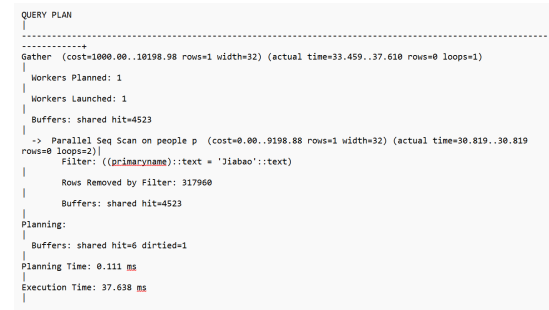 QUERY PLAN
|
--------------------------------------------------------------------------------
------------+
Gather  (cost=1000.00..10198.98 rows=1 width=32) (actual time=33.459..37.610 rows=0 loops=1)
|
  Workers Planned: 1
|
  Workers Launched: 1
|
  Buffers: shared hit=4523
|
  ->  Parallel Seq Scan on people p  (cost=0.00..9198.88 rows=1 width=32) (actual time=30.819..30.819
rows=0 loops=2)|
        Filter: ((primaryname)::text = 'Jiabao'::text)
|
        Rows Removed by Filter: 317960
|
        Buffers: shared hit=4523
|
Planning:
|
  Buffers: shared hit=6 dirtied=1
|
Planning Time: 0.111 ms
|
Execution Time: 37.638 ms
|